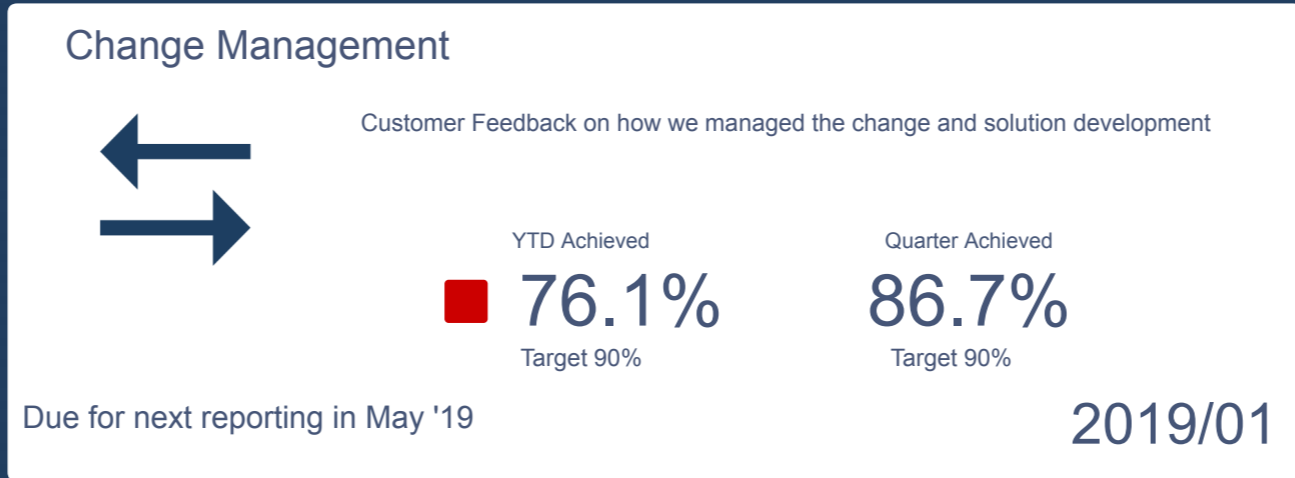 Change Management
Customer Feedback on how we managed the change and solution development
YTD Achieved
76.1%
Target 90%
Quarter Achieved
86.7%
Target 90%
Due for next reporting in May '19
2019/01